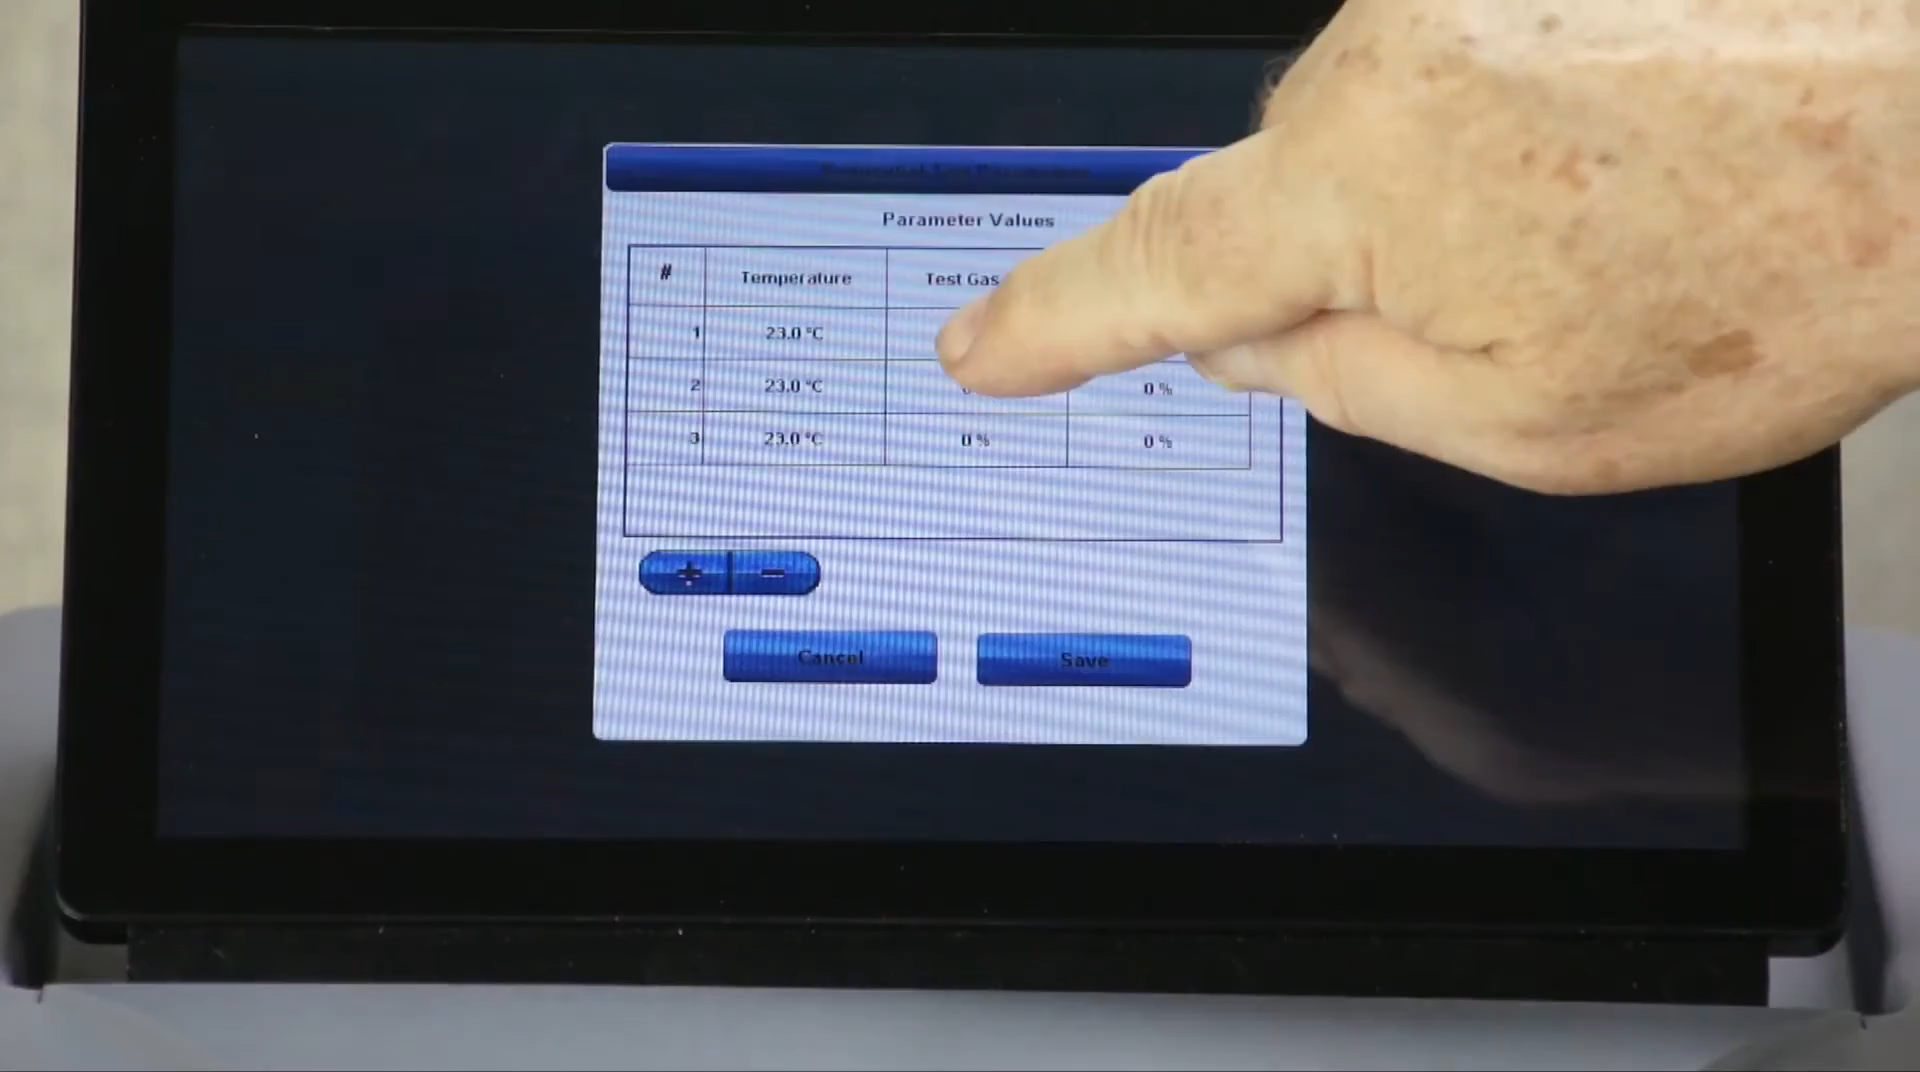 Parameter Values
# Temperature Test Gas
1 23.0 °C
2 23.0 °C 0 %
3 23.0 °C 0 % 0 %
+ −
Cancel Save